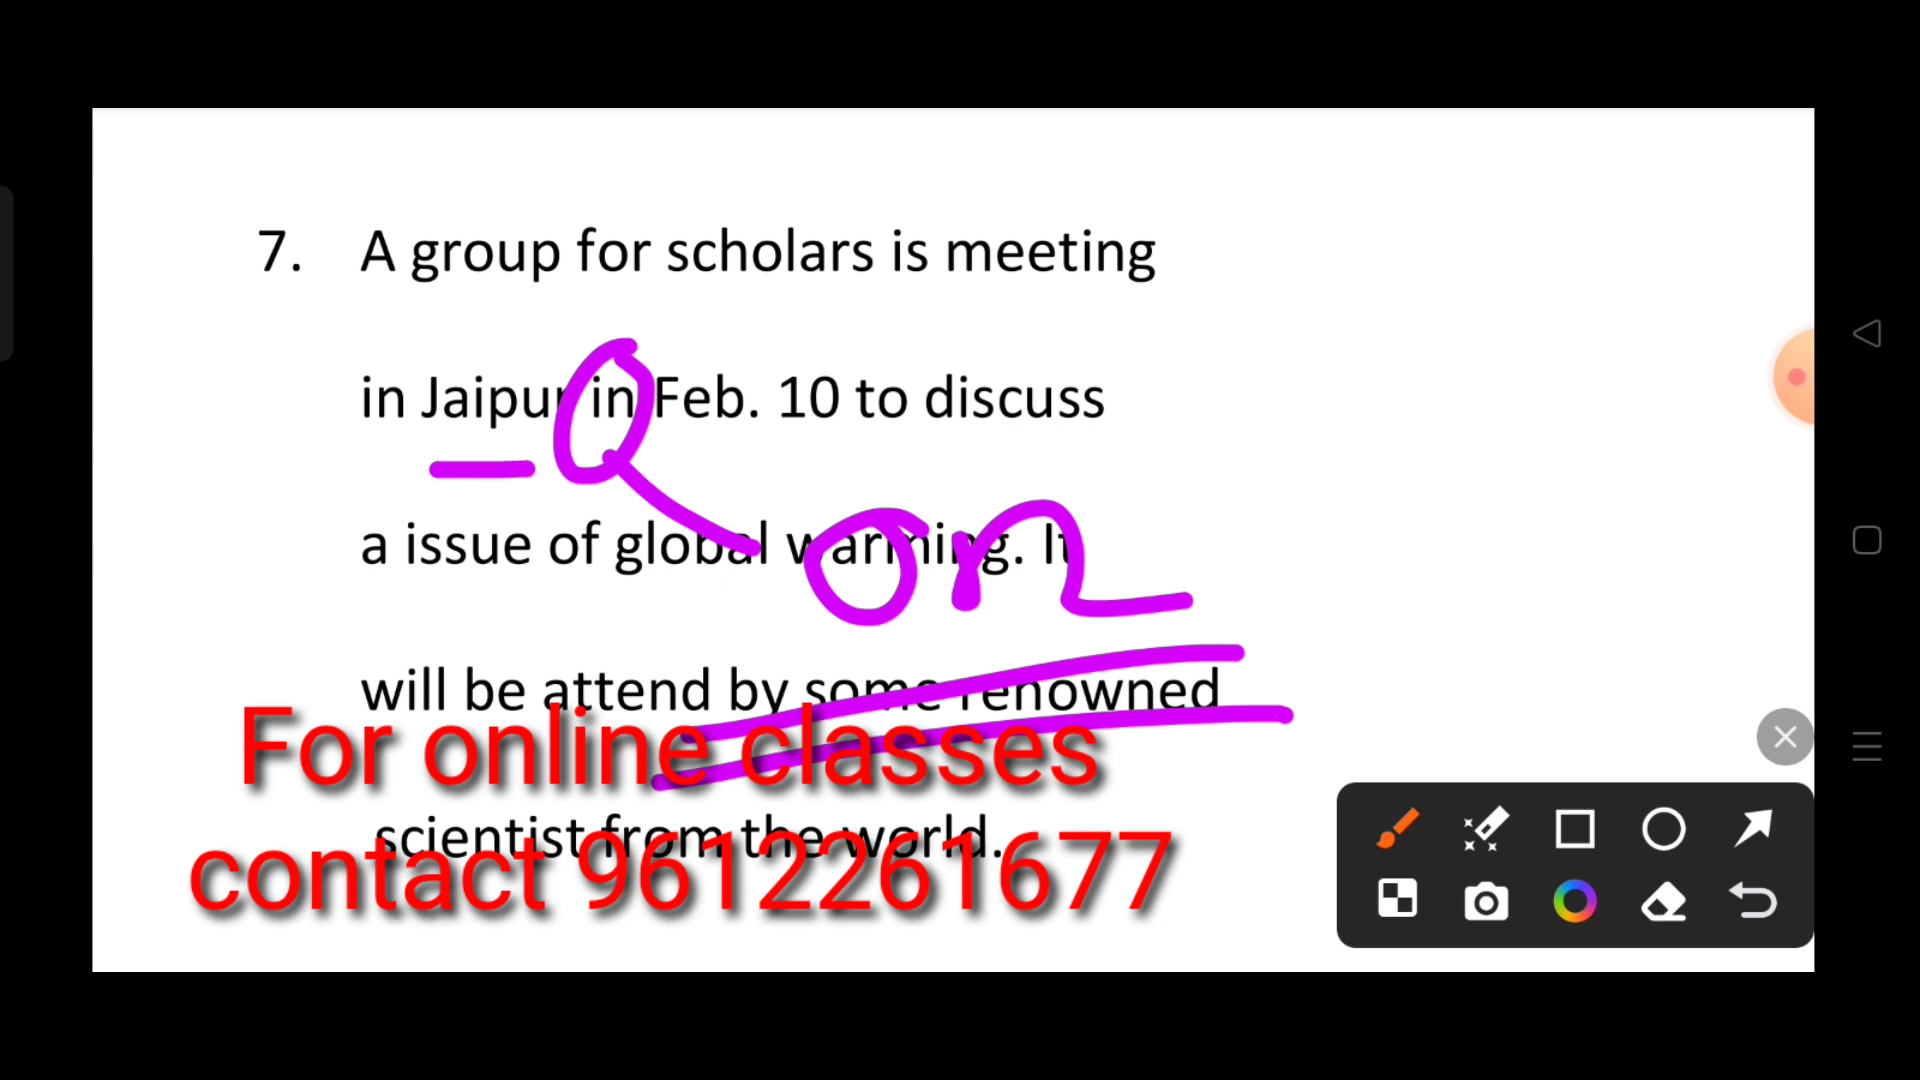 7. A group for scholars is meeting
in Jaipur in Feb. 10 to discuss
a issue of global warming. It
on
will be attend by some renowned
For online classes
scientist from the world.
contact 9612261677